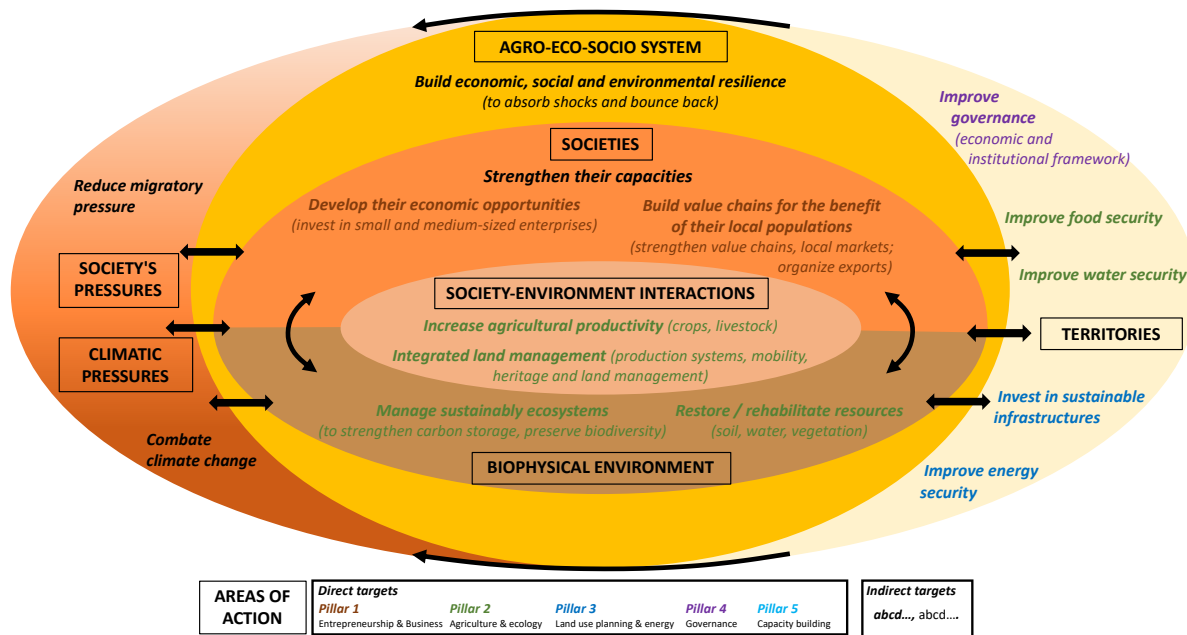 AGRO-ECO-SOCIO SYSTEM
Build economic, social and environmental resilience
(to absorb shocks and bounce back)
Improve
governance
(economic and
institutional framework)
SOCIETIES
Strengthen their capacities
Reduce migratory
pressure
Develop their economic opportunities
(invest in small and medium-sized enterprises)
Build value chains for the benefit
of their local populations
(strengthen value chains, local markets;
organize exports)
Improve food security
Improve water security
SOCIETY'S
PRESSURES
SOCIETY-ENVIRONMENT INTERACTIONS
Increase agricultural productivity (crops, livestock)
Integrated land management (production systems, mobility,
heritage and land management)
CLIMATIC
PRESSURES
TERRITORIES
Manage sustainably ecosystems
(to strengthen carbon storage, preserve biodiversity)
Restore / rehabilitate resources
(soil, water, vegetation)
Invest in sustainable
infrastructures
Combate
climate change
BIOPHYSICAL ENVIRONMENT
Improve energy
security
AREAS OF
ACTION
Direct targets
Pillar 1
Entrepreneurship & Business
Pillar 2
Agriculture & ecology
Pillar 3
Land use planning & energy
Pillar 4
Governance
Pillar 5
Capacity building
Indirect targets
abcd..., abcd....